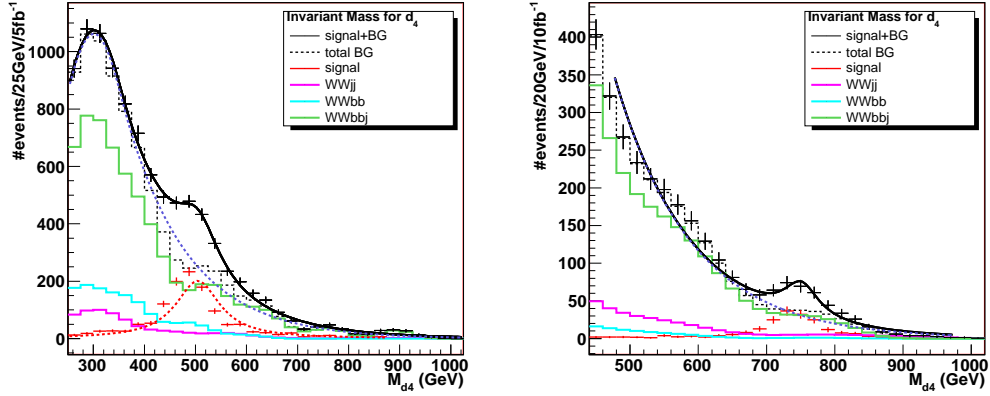 #events/25GeV/5fb⁻¹
1000
800
600
400
200
0
300 400 500 600 700 800 900 1000
M_d4 (GeV)
Invariant Mass for d₄
signal+BG
total BG
signal
WWjj
WWbb
WWbbj
#events/20GeV/10fb⁻¹
400
350
300
250
200
150
100
50
0
500 600 700 800 900 1000
M_d4 (GeV)
Invariant Mass for d₄
signal+BG
total BG
signal
WWjj
WWbb
WWbbj